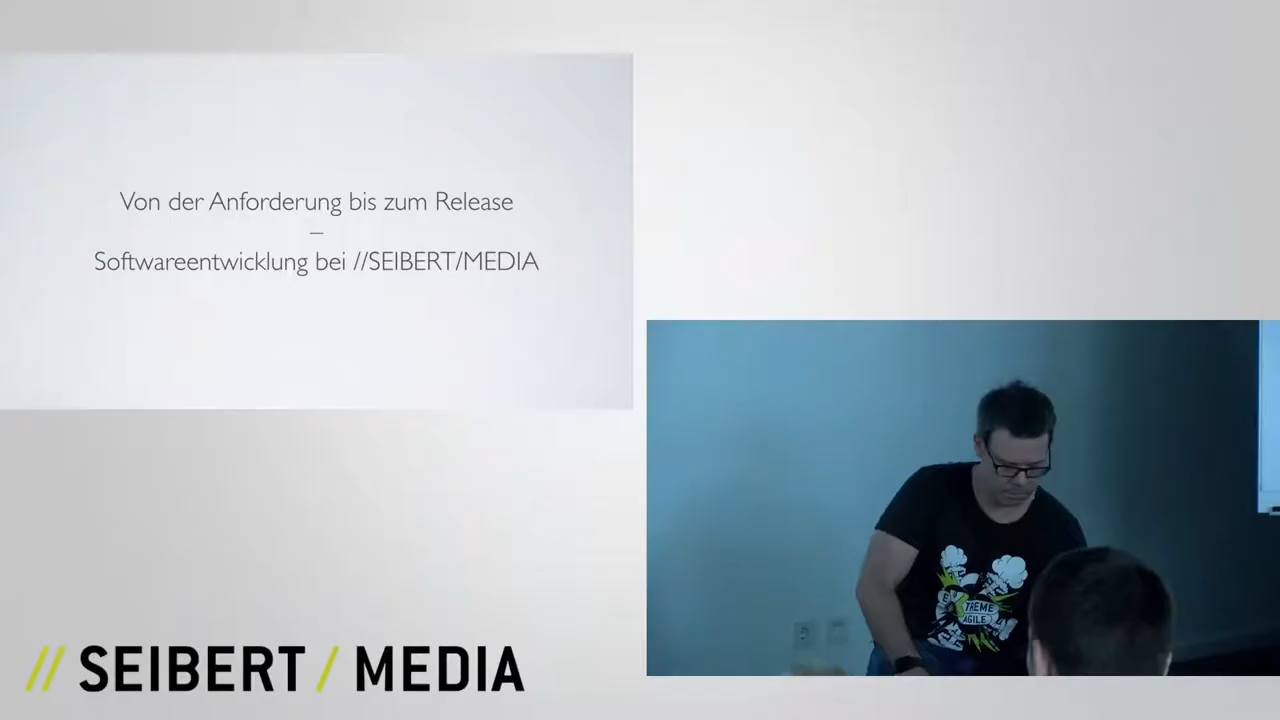 Von der Anforderung bis zum Release
–
Softwareentwicklung bei //SEIBERT/MEDIA
TREME
AGILE
// SEIBERT / MEDIA